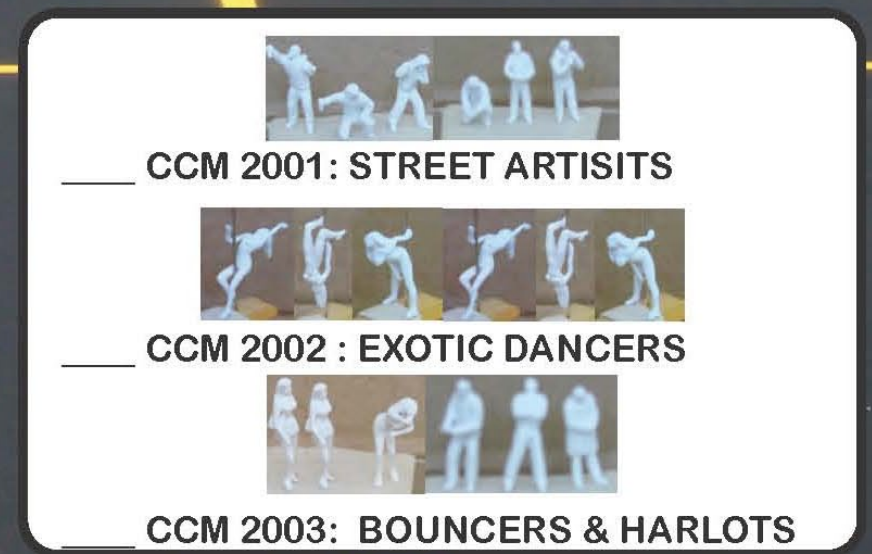 ____ CCM 2001: STREET ARTISITS
____ CCM 2002 : EXOTIC DANCERS
____ CCM 2003: BOUNCERS & HARLOTS